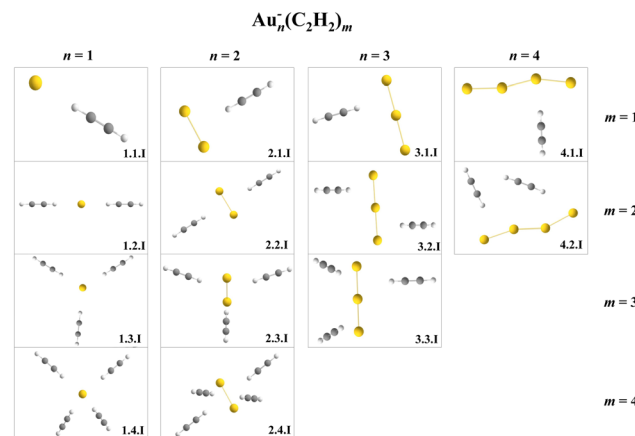 Au⁻ₙ(C₂H₂)ₘ
n = 1 n = 2 n = 3 n = 4
1.1.I 2.1.I 3.1.I 4.1.I m = 1
1.2.I 2.2.I 3.2.I 4.2.I m = 2
1.3.I 2.3.I 3.3.I m = 3
1.4.I 2.4.I m = 4